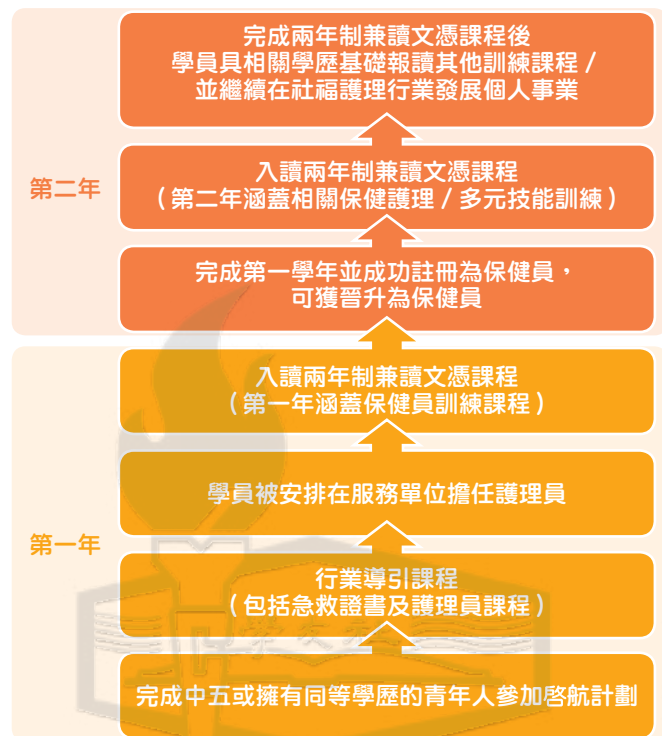 完成兩年制兼讀文憑課程後
學員具相關學歷基礎報讀其他訓練課程 /
並繼續在社福護理行業發展個人事業
第二年
入讀兩年制兼讀文憑課程
（第二年涵蓋相關保健護理 / 多元技能訓練）
完成第一學年並成功註冊為保健員，
可獲晉升為保健員
入讀兩年制兼讀文憑課程
（第一年涵蓋保健員訓練課程）
學員被安排在服務單位擔任護理員
第一年
行業導引課程
（包括急救證書及護理員課程）
完成中五或擁有同等學歷的青年人參加啓航計劃